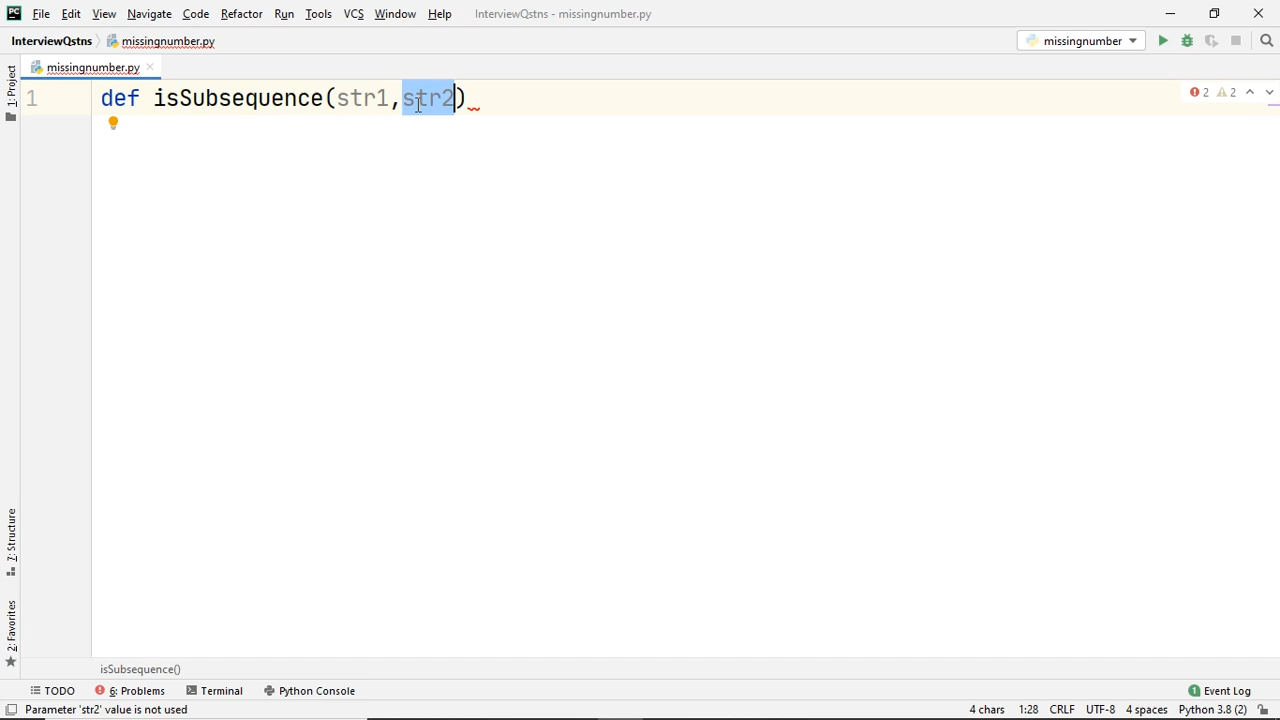 PC File Edit View Navigate Code Refactor Run Tools VCS Window Help InterviewQstns - missingnumber.py
InterviewQstns missingnumber.py missingnumber
1: Project
missingnumber.py
1 def isSubsequence(str1,str2)
2 2
7: Structure
2: Favorites
isSubsequence()
TODO 6: Problems Terminal Python Console 1 Event Log
Parameter 'str2' value is not used 4 chars 1:28 CRLF UTF-8 4 spaces Python 3.8 (2)